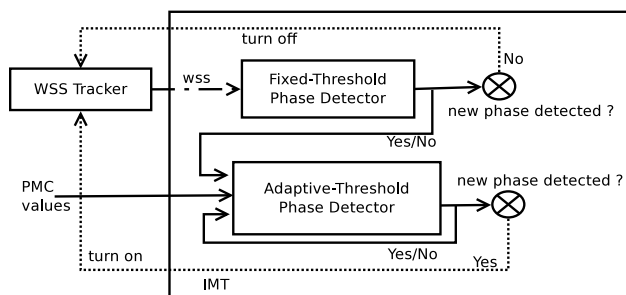 turn off
No
WSS Tracker
wss
Fixed-Threshold
Phase Detector
new phase detected ?
Yes/No
PMC
values
Adaptive-Threshold
Phase Detector
new phase detected ?
Yes/No
Yes
turn on
IMT